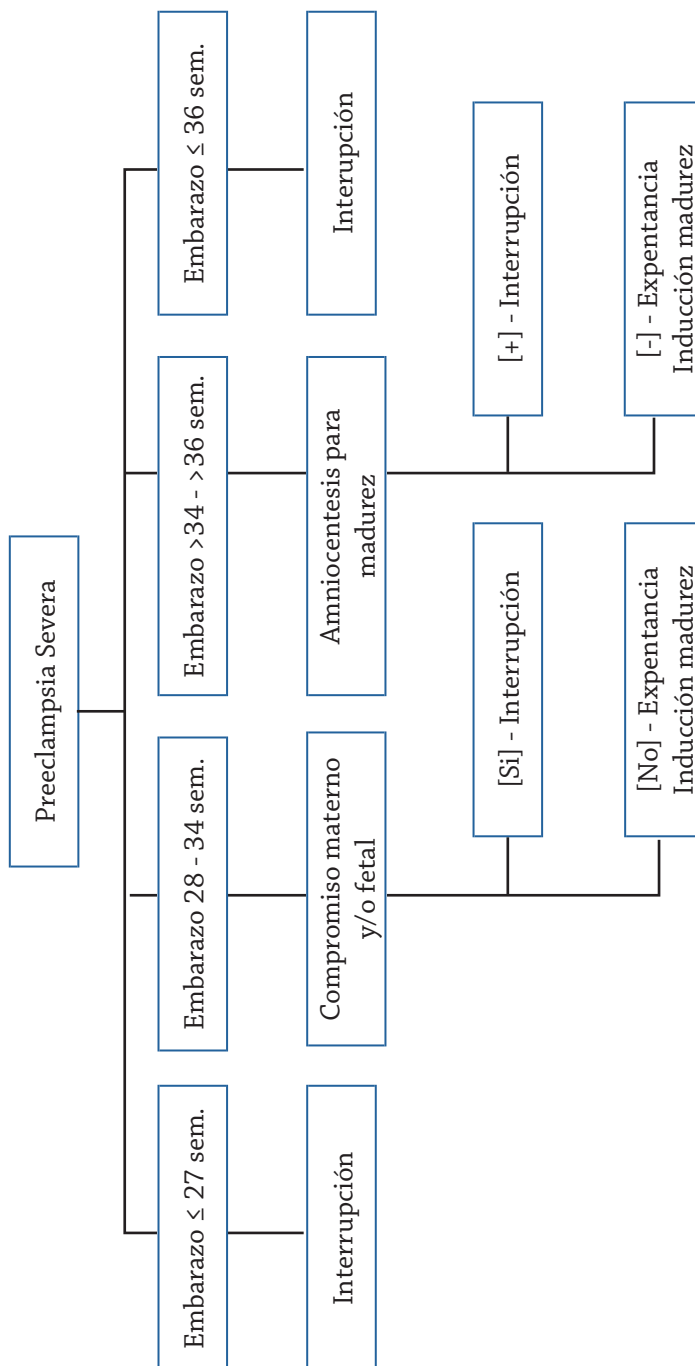 Preeclampsia Severa
Embarazo ≤ 27 sem.
Interrupción
Embarazo 28 - 34 sem.
Compromiso materno
y/o fetal
[Si] - Interrupción
[No] - Expentancia
Inducción madurez
Embarazo >34 - >36 sem.
Amniocentesis para
madurez
[+] - Interrupción
[-] - Expentancia
Inducción madurez
Embarazo ≤ 36 sem.
Interupción